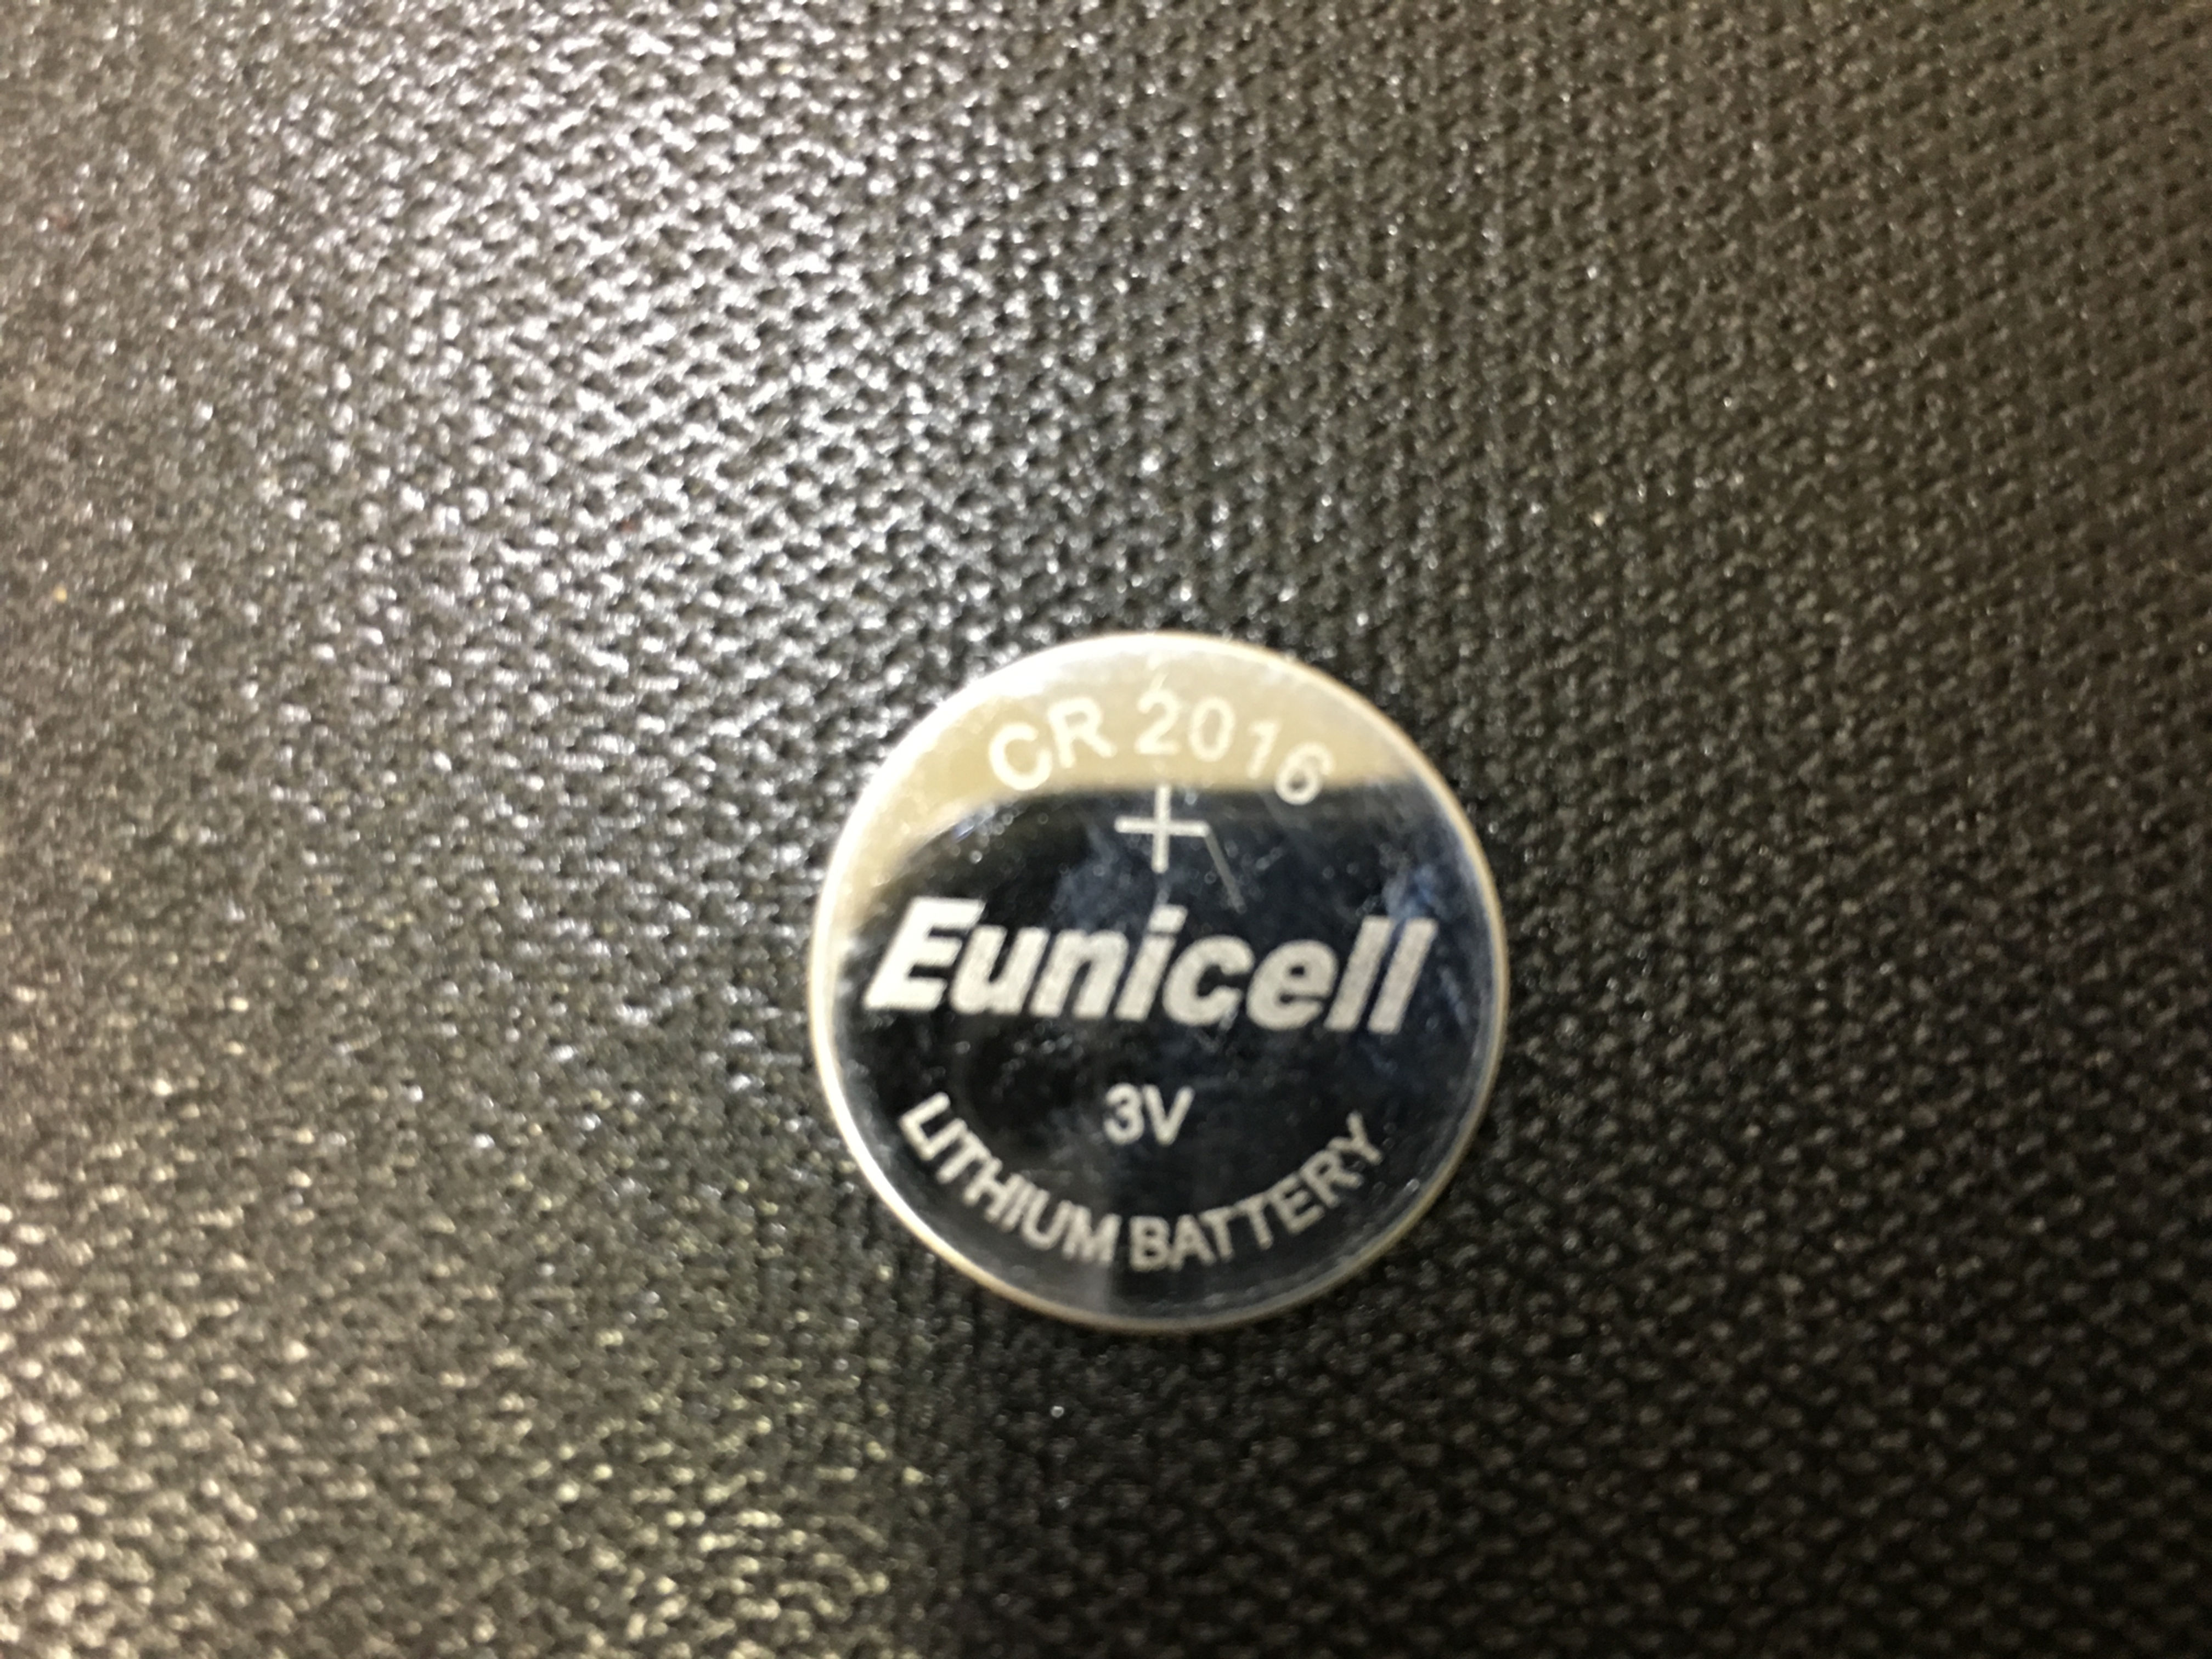 CR 2016
+
Eunicell
3V
LITHIUM BATTERY